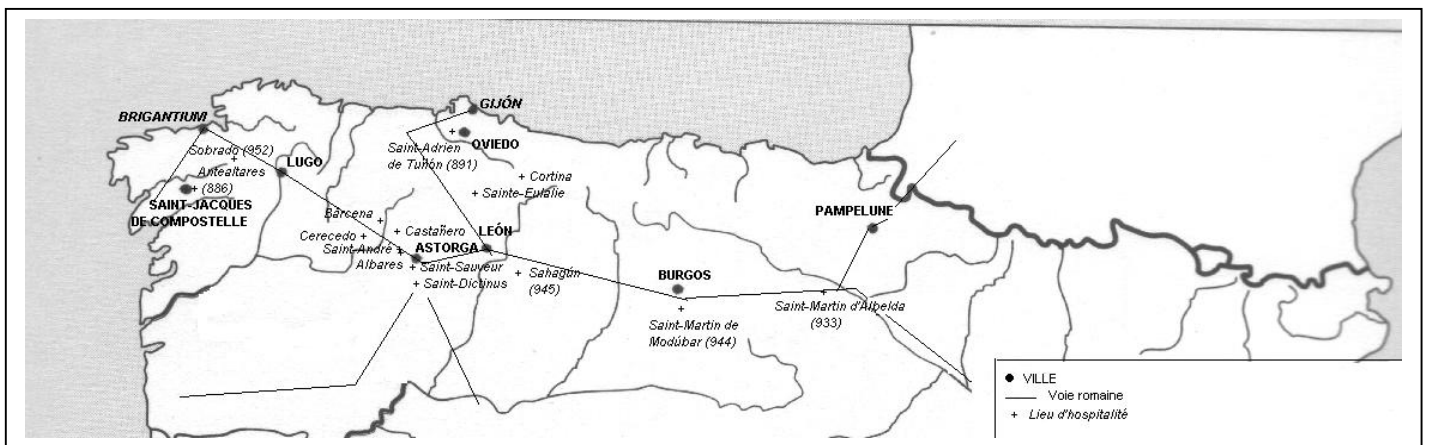 GIJÓN
BRIGANTIUM
OVIEDO
Sobrado (952)
Saint-Adrien
de Tuñón (891)
LUGO
Antealtares
(886)
Cortina
Sainte-Eulalie
SAINT-JACQUES
DE COMPOSTELLE
Bárcena
PAMPELUNE
Castañero
LEÓN
Cerecedo
Saint-André
ASTORGA
Albares
Saint-Sauveur
Saint-Dictinus
Sahagún
(945)
BURGOS
Saint-Martin d'Albelda
(933)
Saint-Martin de
Modúbar (944)
VILLE
Voie romaine
Lieu d'hospitalité